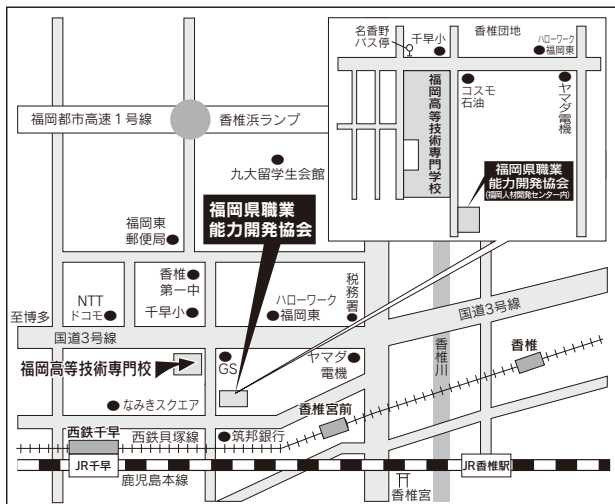 名香野
バス停
千早小
香椎団地
ハローワーク
福岡東
コスモ
石油
ヤマダ電機
福岡高等技術専門学校
福岡県職業
能力開発協会
(福岡人材開発センター内)
福岡都市高速1号線
香椎浜ランプ
九大留学生会館
福岡県職業
能力開発協会
福岡東
郵便局
香椎
第一中
千早小
NTT
ドコモ
ハローワーク
福岡東
税務署
至博多
国道3号線
国道3号線
福岡高等技術専門校
GS
ヤマダ
電機
香椎川
香椎
なみきスクエア
香椎宮前
西鉄千早
西鉄貝塚線
筑邦銀行
JR千早
鹿児島本線
JR香椎駅
香椎宮